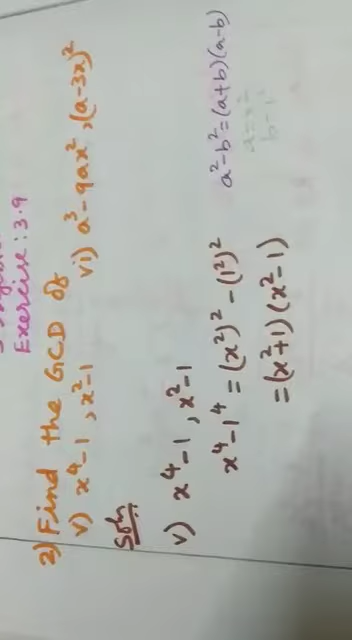 Exercise: 3.9
2) Find the GCD of
v) x⁴-1, x²-1 vi) a³-9ax², (a-3x)²
Soln
v) x⁴-1, x²-1
x⁴-1⁴ = (x²)² - (1²)² a²-b² = (a+b)(a-b)
= (x²+1)(x²-1)